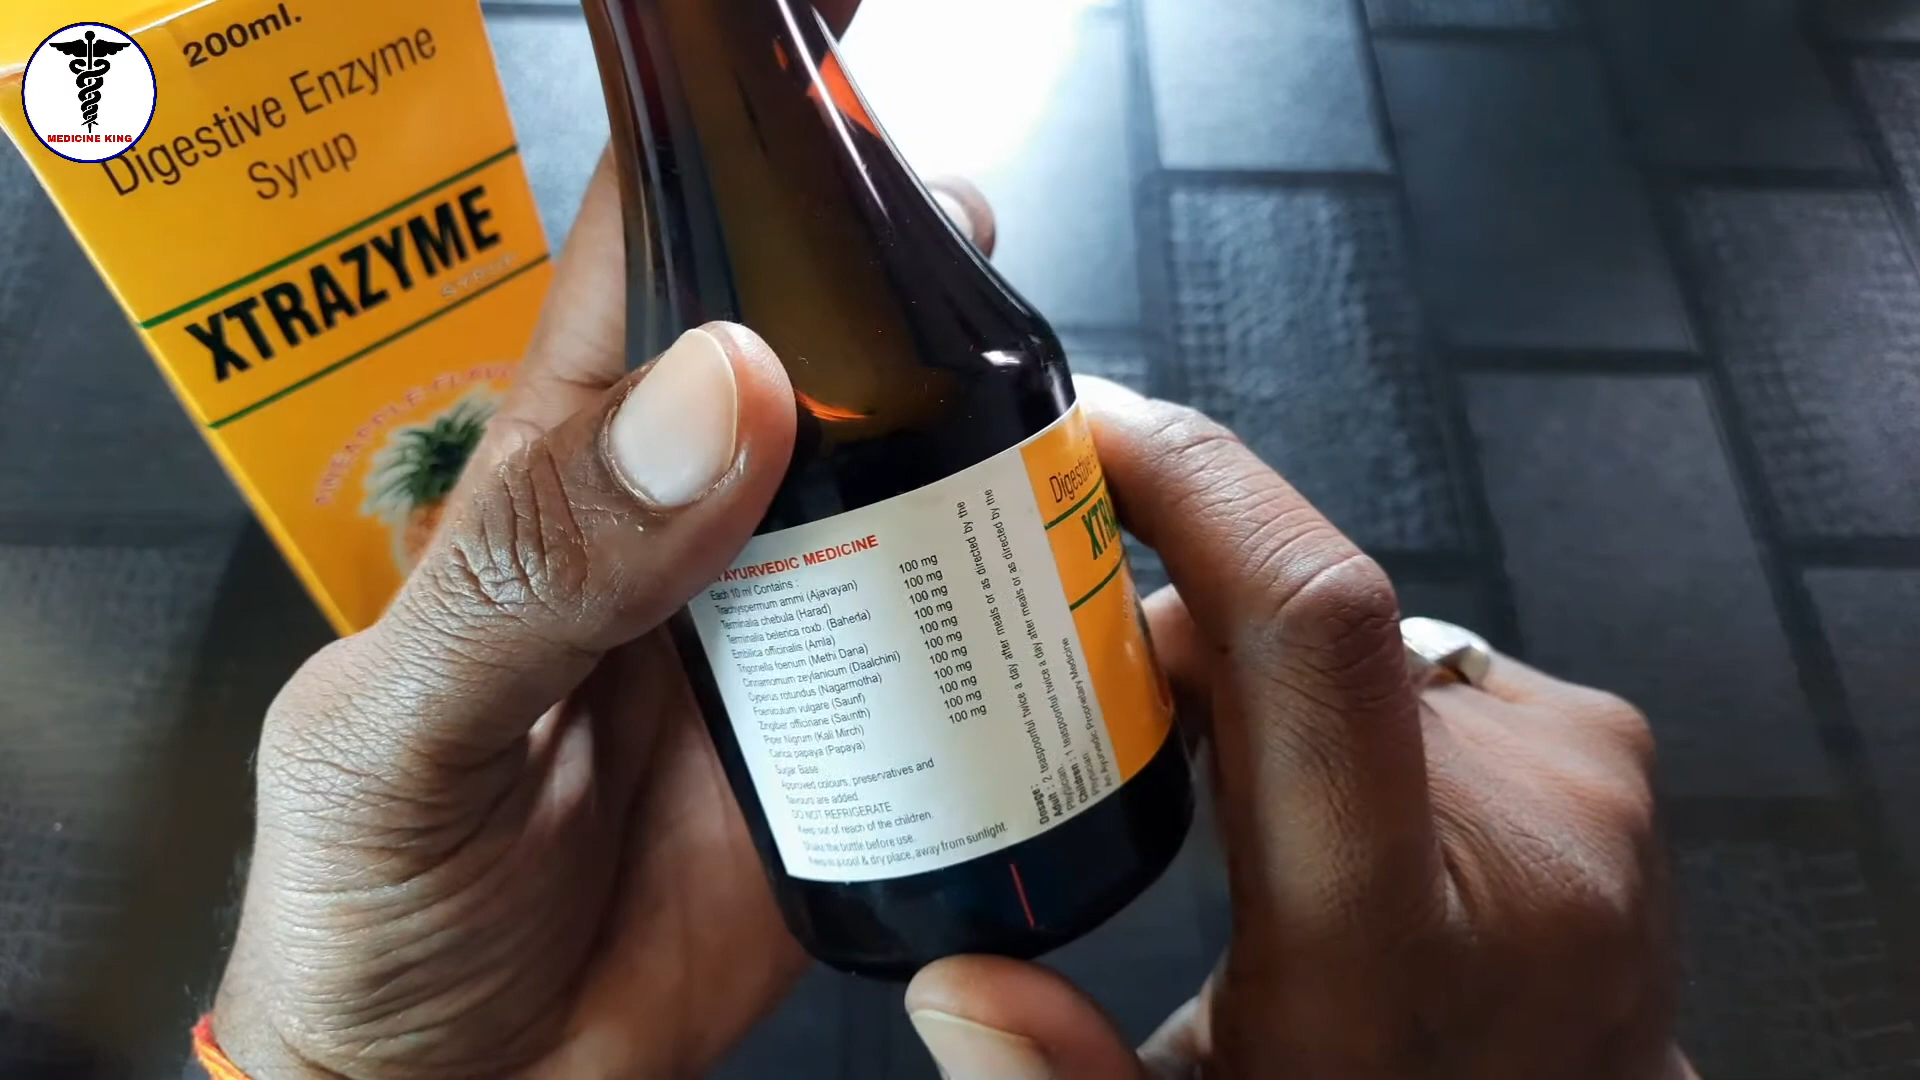 MEDICINE KING
200ml.
Digestive Enzyme
Syrup
XTRAZYME
SYRUP
PINEAPPLE FLAVO
AYURVEDIC MEDICINE
Each 10 ml Contains :
Trachyspermum ammi (Ajavayan) 100 mg
Terminalia chebula (Harad) 100 mg
Terminalia belerica roxb. (Baheda) 100 mg
Embilica officinalis (Amla) 100 mg
Trigonella foenum (Methi Dana) 100 mg
Cinnamomum zeylanicum (Daalchini) 100 mg
Cyperus rotundus (Nagarmotha) 100 mg
Foeniculum vulgare (Saunf) 100 mg
Zingiber officinane (Saunth) 100 mg
Piper Nigrum (Kali Mirch) 100 mg
Carica papaya (Papaya) 100 mg
Sugar Base
Approved colours, preservatives and
flavours are added.
DO NOT REFRIGERATE
Keep out of reach of the children.
Shake the bottle before use.
Keep in a cool & dry place, away from sunlight.
Dosage :
Adult : 2 teaspoonful twice a day after meals or as directed by the
Physician.
Children : 1 teaspoonful twice a day after meals or as directed by the
Physician.
An Ayurvedic Proprietary Medicine
Digestive
XTRA